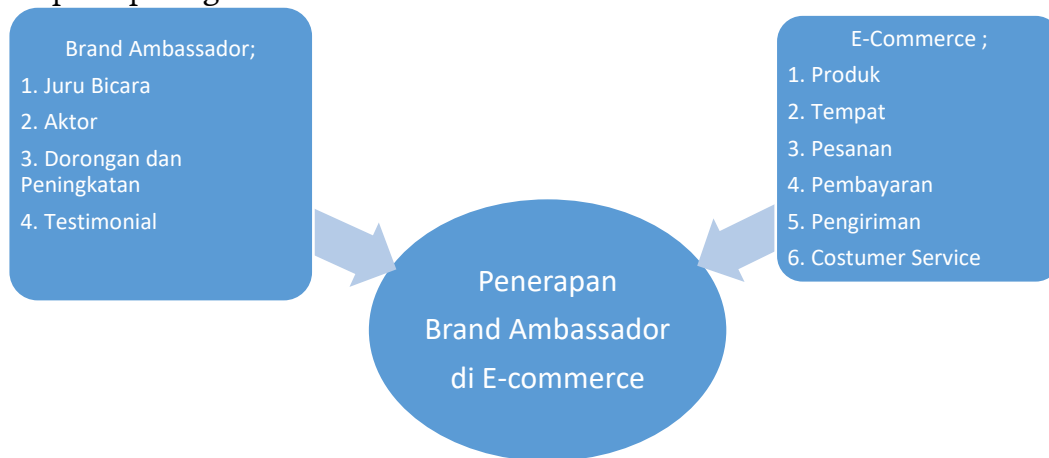 Brand Ambassador;
1. Juru Bicara
2. Aktor
3. Dorongan dan
Peningkatan
4. Testimonial
E-Commerce ;
1. Produk
2. Tempat
3. Pesanan
4. Pembayaran
5. Pengiriman
6. Costumer Service
Penerapan
Brand Ambassador
di E-commerce